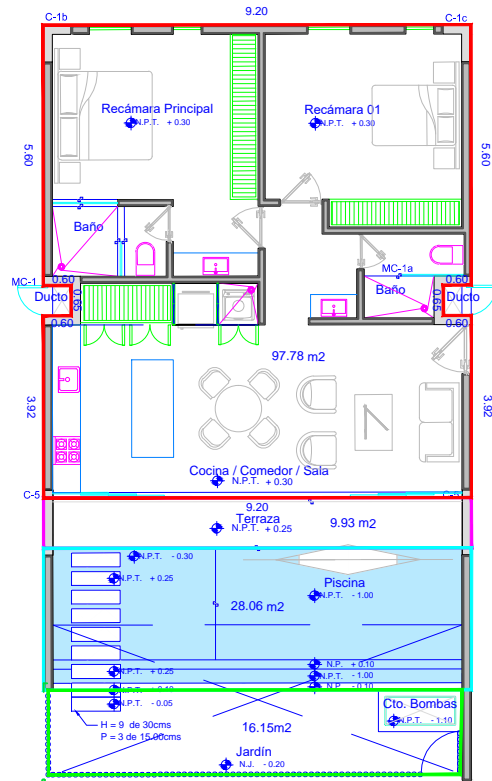 9.20
C-1b
C-1c
Recámara Principal
N.P.T. + 0.30
Recámara 01
N.P.T. + 0.30
5.60
5.60
Baño
MC-1
MC-1a
Baño
0.60
0.60
Ducto
0.65
0.65
Ducto
0.60
0.60
97.78 m2
3.92
3.92
Cocina / Comedor / Sala
N.P.T. + 0.30
C-5
9.20
Terraza
N.P.T. + 0.25
9.93 m2
N.P.T. - 0.30
N.P.T. + 0.25
Piscina
N.P.T. - 1.00
28.06 m2
N.P. + 0.10
N.P.T. + 0.25
N.P.T. - 1.00
N.P. - 0.10
N.P.T. - 0.05
Cto. Bombas
N.P.T. - 1.10
H = 9 de 30cms
P = 3 de 15.00cms
16.15m2
Jardín
N.J. - 0.20